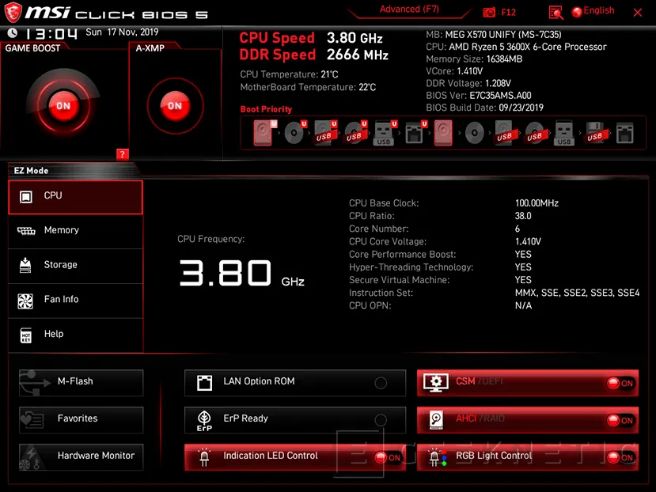 msi CLICK BIOS 5
Advanced (F7)
F12
English
X
13:04 Sun 17 Nov, 2019
GAME BOOST
ON
A-XMP
ON
?
CPU Speed 3.80 GHz
DDR Speed 2666 MHz
CPU Temperature: 21°C
MotherBoard Temperature: 22°C
MB: MEG X570 UNIFY (MS-7C35)
CPU: AMD Ryzen 5 3600X 6-Core Processor
Memory Size: 16384MB
VCore: 1.410V
DDR Voltage: 1.208V
BIOS Ver: E7C35AMS.A00
BIOS Build Date: 09/23/2019
Boot Priority
U U U U U U
USB USB USB USB USB USB USB
EZ Mode
CPU
Memory
Storage
Fan Info
HOT KEY
Help
CPU Frequency:
3.80 GHz
CPU Base Clock: 100.00MHz
CPU Ratio: 38.0
Core Number: 6
CPU Core Voltage: 1.410V
Core Performance Boost: YES
Hyper-Threading Technology: YES
Secure Virtual Machine: YES
Instruction Set: MMX, SSE, SSE2, SSE3, SSE4
CPU OPN: N/A
M-Flash
Favorites
Hardware Monitor
LAN Option ROM
ErP
ErP Ready
Indication LED Control ON
CSM/UEFI ON
AHCI/RAID ON
RGB Light Control ON
GEEKNETIC